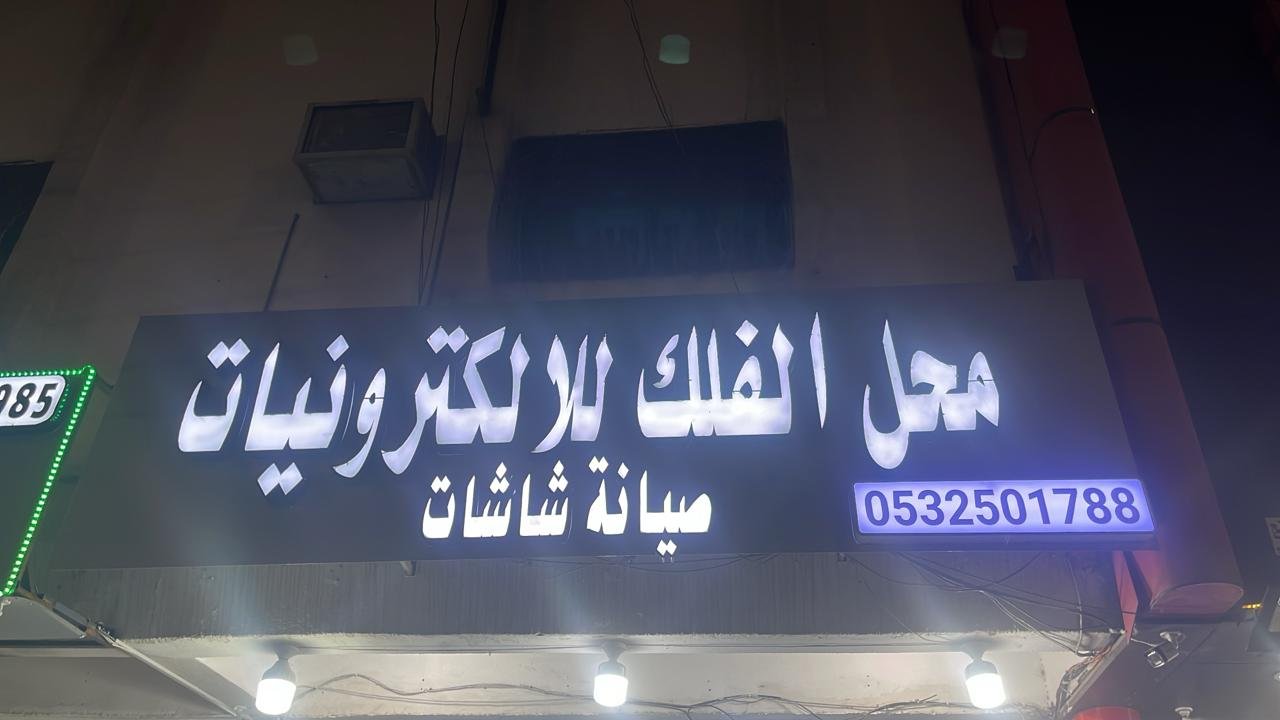 محل الفلك للالكترونيات
صيانة شاشات
0532501788
985